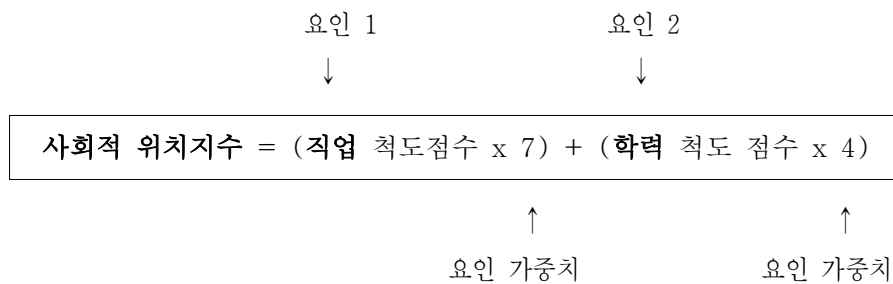 요인 1 요인 2
↓ ↓
사회적 위치지수 = (직업 척도점수 x 7) + (학력 척도 점수 x 4)
↑ ↑
요인 가중치 요인 가중치